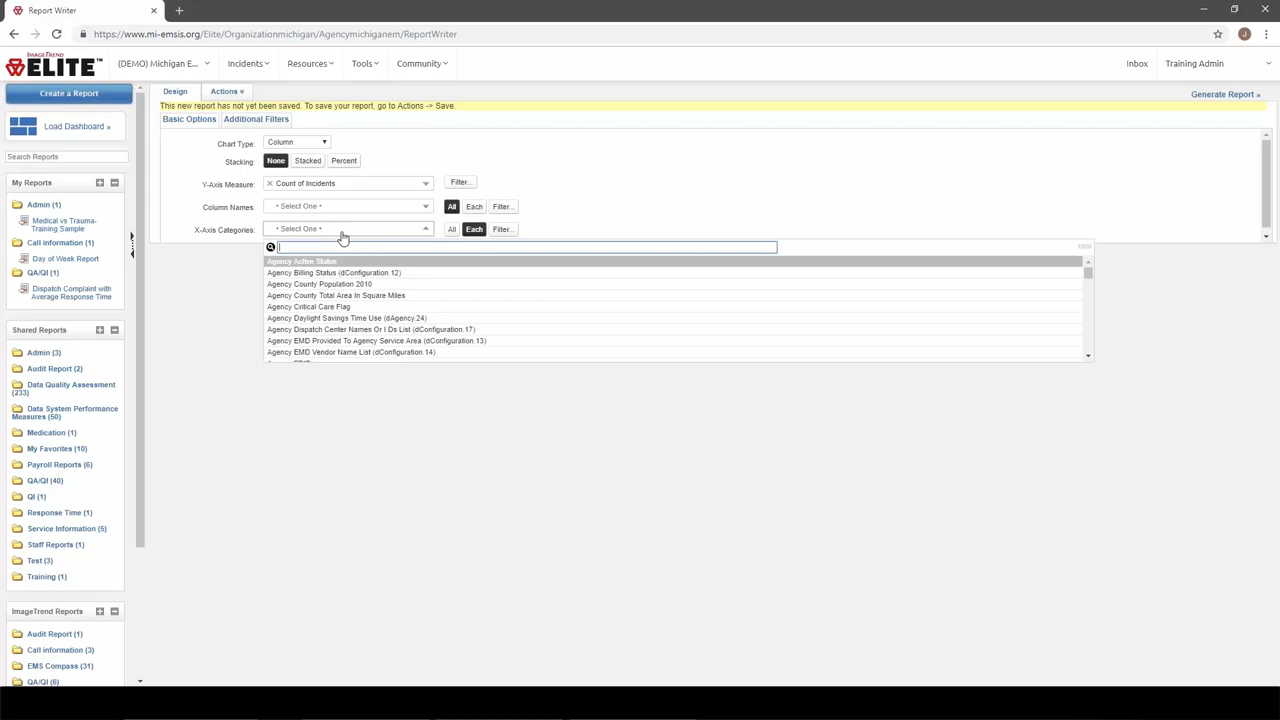 Report Writer
https://www.mi-emsis.org/Elite/Organizationmichigan/Agencymichiganem/ReportWriter
J
IMAGETREND
ELITE™
(DEMO) Michigan E...
Incidents
Resources
Tools
Community
Inbox
Training Admin
Create a Report
Load Dashboard »
Search Reports
My Reports
Admin (1)
Medical vs Trauma-
Training Sample
Call information (1)
Day of Week Report
QA/QI (1)
Dispatch Complaint with
Average Response Time
Shared Reports
Admin (3)
Audit Report (2)
Data Quality Assessment
(233)
Data System Performance
Measures (50)
Medication (1)
My Favorites (10)
Payroll Reports (6)
QA/QI (40)
QI (1)
Response Time (1)
Service Information (5)
Staff Reports (1)
Test (3)
Training (1)
ImageTrend Reports
Audit Report (1)
Call information (3)
EMS Compass (31)
QA/QI (6)
Design
Actions
Generate Report »
This new report has not yet been saved. To save your report, go to Actions -> Save.
Basic Options
Additional Filters
Chart Type: Column
Stacking: None Stacked Percent
Y-Axis Measure: Count of Incidents Filter...
Column Names: • Select One • All Each Filter...
X-Axis Categories: • Select One • All Each Filter...
Agency Active Status
Agency Billing Status (dConfiguration.12)
Agency County Population 2010
Agency County Total Area In Square Miles
Agency Critical Care Flag
Agency Daylight Savings Time Use (dAgency.24)
Agency Dispatch Center Names Or I Ds List (dConfiguration.17)
Agency EMD Provided To Agency Service Area (dConfiguration.13)
Agency EMD Vendor Name List (dConfiguration.14)